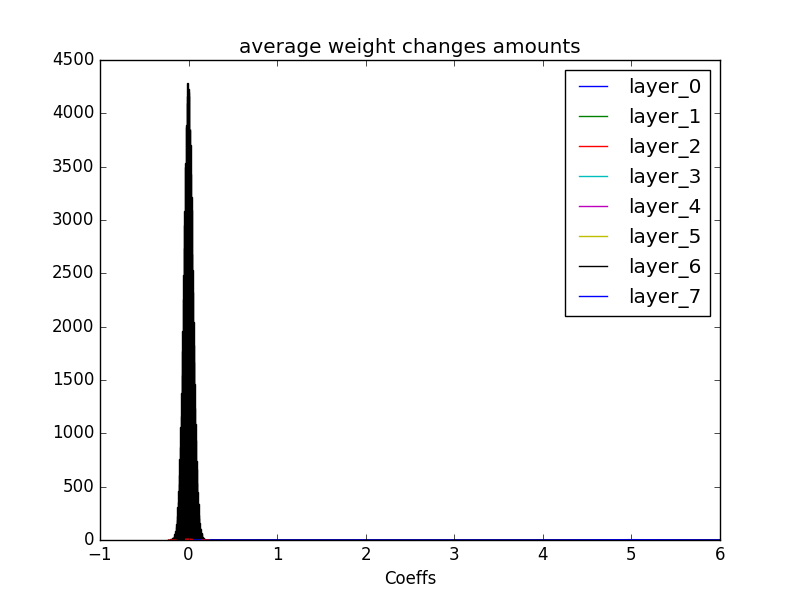 average weight changes amounts
4500
4000
3500
3000
2500
2000
1500
1000
500
0
−1
0
1
2
3
4
5
6
Coeffs
layer_0
layer_1
layer_2
layer_3
layer_4
layer_5
layer_6
layer_7